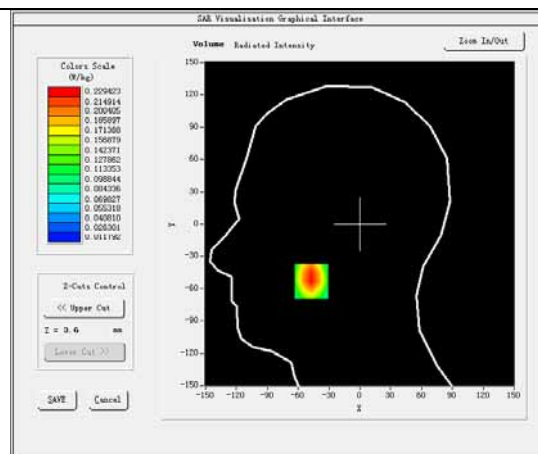 SAR Visualisation Graphical Interface
Volume Radiated Intensity
Zoom In/Out
Colors Scale
(W/kg)
0.229423
0.214914
0.200405
0.185897
0.171388
0.156879
0.142371
0.127862
0.113353
0.098844
0.084336
0.069827
0.055318
0.040810
0.026301
0.011792
Z-Cuts Control
<< Upper Cut
Z = 3.6 mm
Lower Cut >>
SAVE
Cancel
Y
150
120
90
60
30
0
-30
-60
-90
-120
-150
-150 -120 -90 -60 -30 0 30 60 90 120 150
X